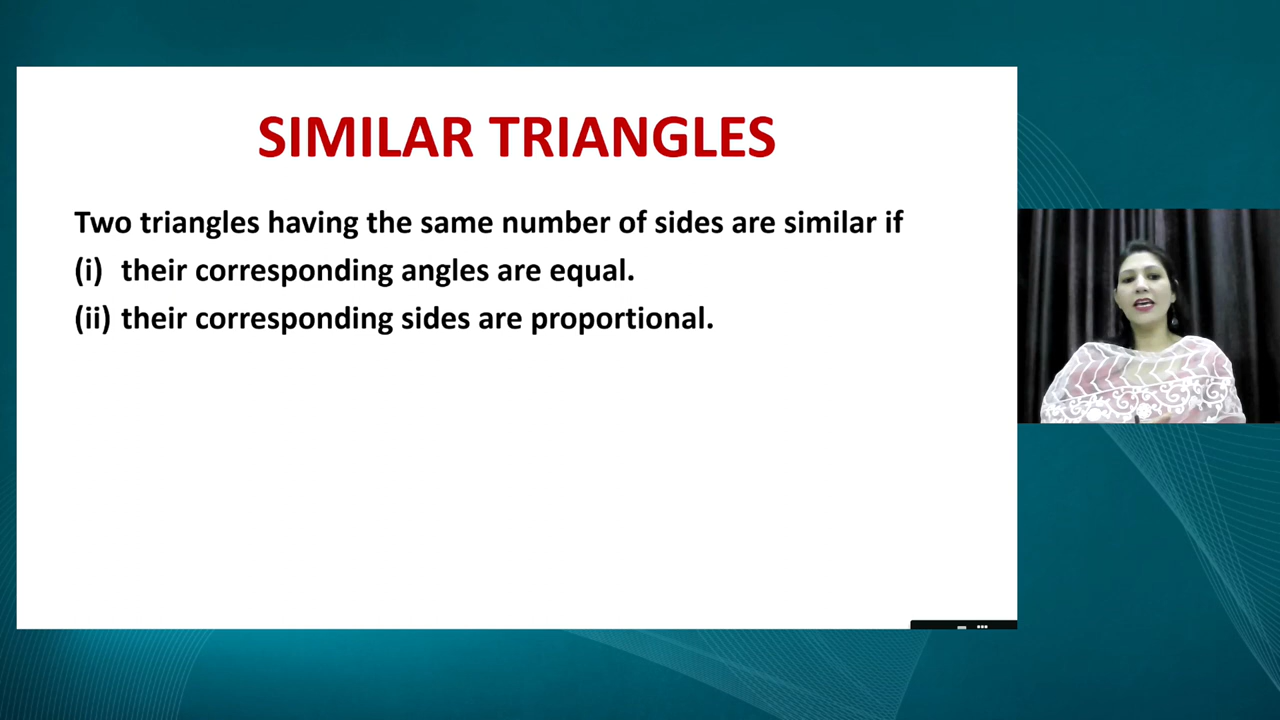 SIMILAR TRIANGLES
Two triangles having the same number of sides are similar if
(i) their corresponding angles are equal.
(ii) their corresponding sides are proportional.